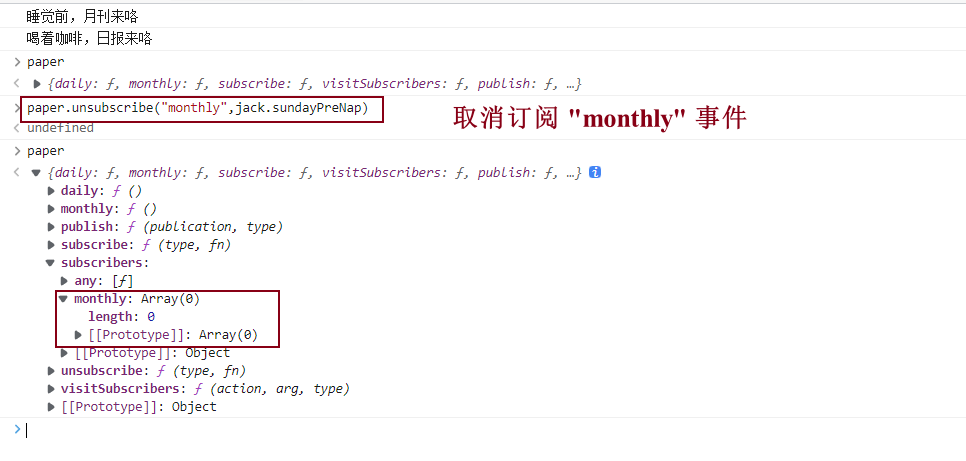 睡觉前，月刊来咯
喝着咖啡，日报来咯
paper
{daily: ƒ, monthly: ƒ, subscribe: ƒ, visitSubscribers: ƒ, publish: ƒ, …}
paper.unsubscribe("monthly",jack.sundayPreNap)
取消订阅 "monthly" 事件
undefined
paper
{daily: ƒ, monthly: ƒ, subscribe: ƒ, visitSubscribers: ƒ, publish: ƒ, …} i
daily: ƒ ()
monthly: ƒ ()
publish: ƒ (publication, type)
subscribe: ƒ (type, fn)
subscribers:
any: [ƒ]
monthly: Array(0)
length: 0
[[Prototype]]: Array(0)
[[Prototype]]: Object
unsubscribe: ƒ (type, fn)
visitSubscribers: ƒ (action, arg, type)
[[Prototype]]: Object